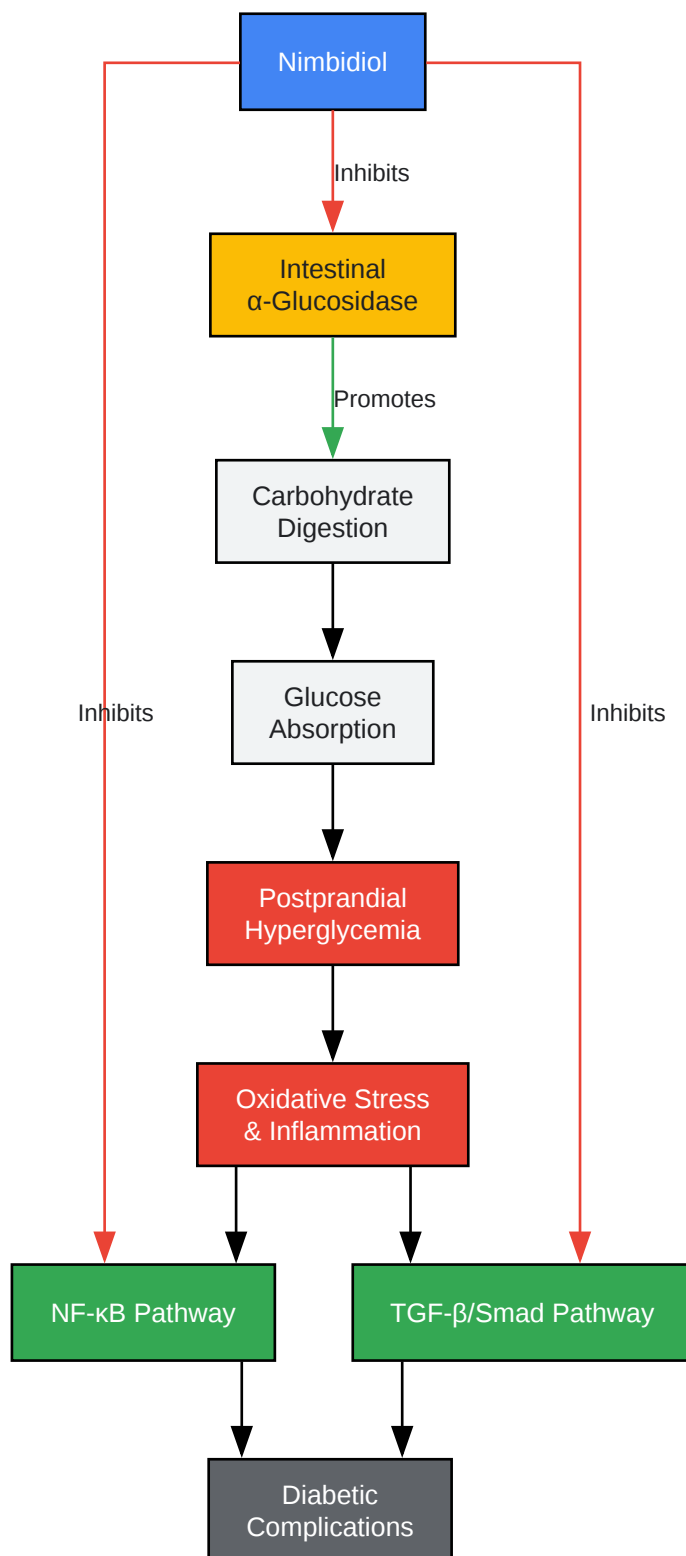 Nimbidiol
Inhibits
Intestinal
α-Glucosidase
Promotes
Carbohydrate
Digestion
Glucose
Absorption
Inhibits
Inhibits
Postprandial
Hyperglycemia
Oxidative Stress
& Inflammation
NF-κB Pathway
TGF-β/Smad Pathway
Diabetic
Complications